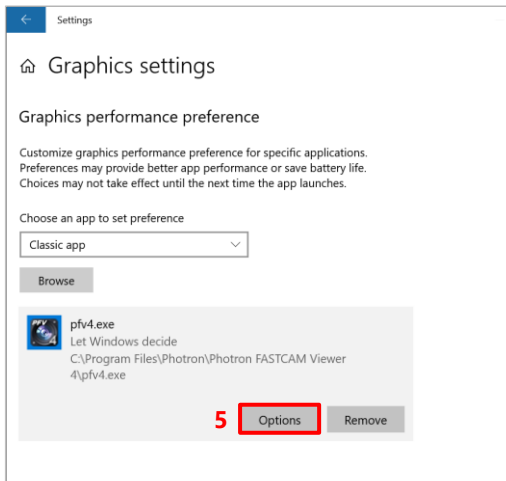 Settings
Graphics settings
Graphics performance preference
Customize graphics performance preference for specific applications.
Preferences may provide better app performance or save battery life.
Choices may not take effect until the next time the app launches.
Choose an app to set preference
Classic app
Browse
PFV
pfv4.exe
Let Windows decide
C:\Program Files\Photron\Photron FASTCAM Viewer
4\pfv4.exe
5 Options Remove